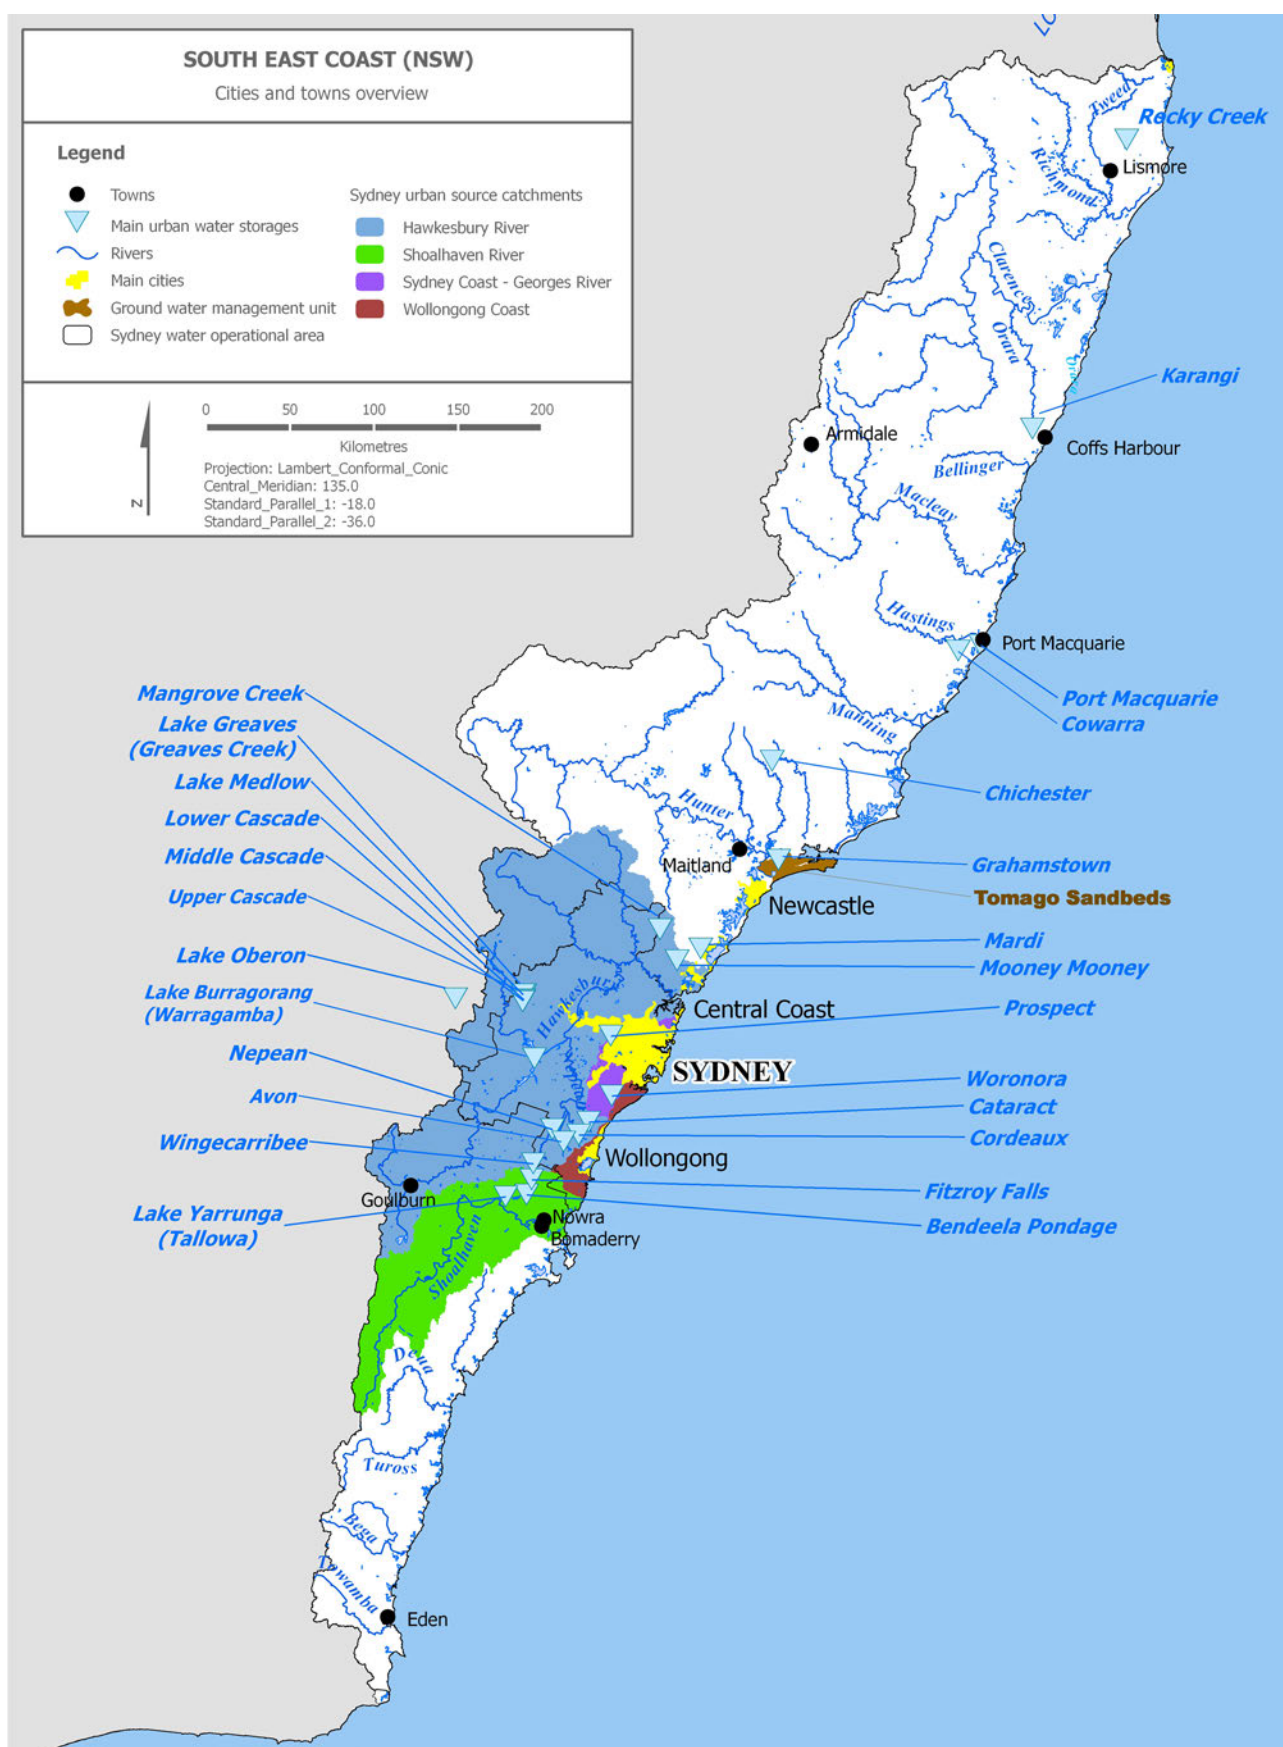 SOUTH EAST COAST (NSW)
Cities and towns overview
Legend
Towns
Main urban water storages
Rivers
Main cities
Ground water management unit
Sydney water operational area
Sydney urban source catchments
Hawkesbury River
Shoalhaven River
Sydney Coast - Georges River
Wollongong Coast
0 50 100 150 200
Kilometres
N
Projection: Lambert_Conformal_Conic
Central_Meridian: 135.0
Standard_Parallel_1: -18.0
Standard_Parallel_2: -36.0
Tweed
Rocky Creek
Richmond
Lismore
Clarence
Orara
Karangi
Armidale
Coffs Harbour
Bellinger
Macleay
Hastings
Port Macquarie
Port Macquarie
Cowarra
Manning
Chichester
Hunter
Maitland
Grahamstown
Tomago Sandbeds
Newcastle
Mardi
Mooney Mooney
Central Coast
Prospect
SYDNEY
Woronora
Cataract
Cordeaux
Wollongong
Fitzroy Falls
Bendeela Pondage
Mangrove Creek
Lake Greaves
(Greaves Creek)
Lake Medlow
Lower Cascade
Middle Cascade
Upper Cascade
Lake Oberon
Lake Burragorang
(Warragamba)
Nepean
Avon
Wingecarribee
Lake Yarrunga
(Tallowa)
Hawkesbury
Nepean
Goulburn
Nowra
Bomaderry
Shoalhaven
Deua
Tuross
Bega
Towamba
Eden